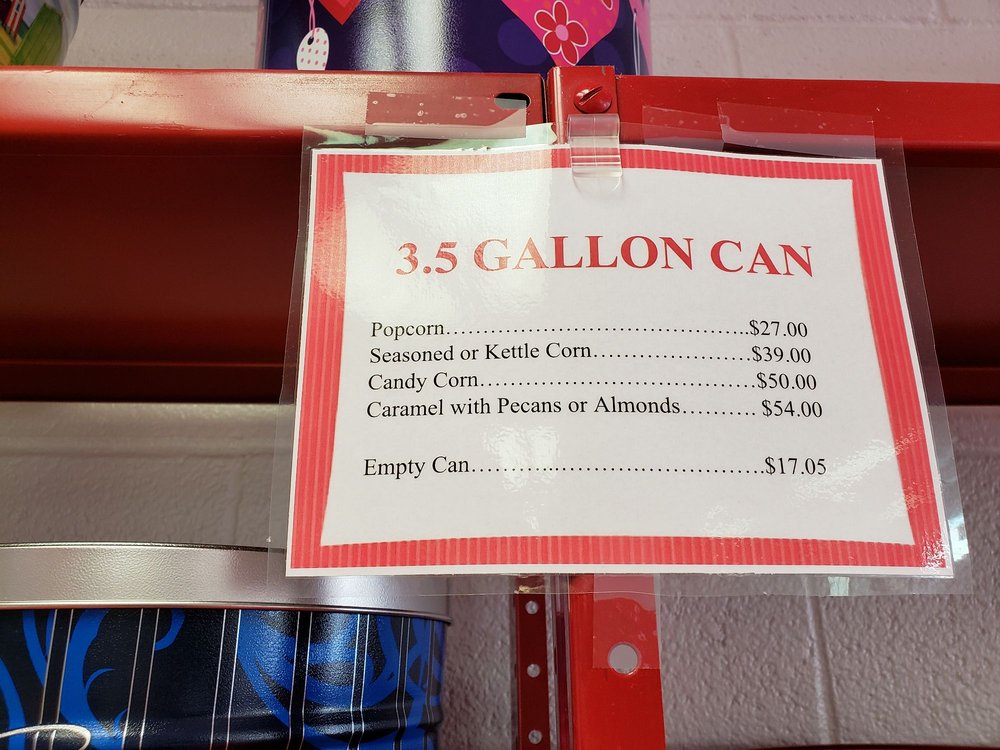 3.5 GALLON CAN
Popcorn.............................................$27.00
Seasoned or Kettle Corn.....................$39.00
Candy Corn.....................................$50.00
Caramel with Pecans or Almonds.......... $54.00
Empty Can.........................................$17.05